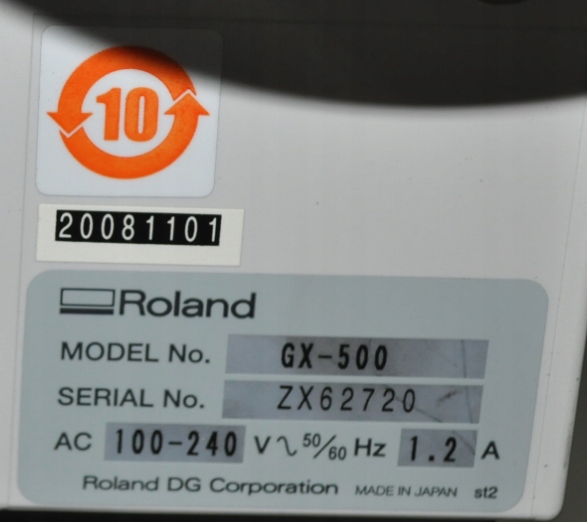 10
20081101
Roland
MODEL No. GX-500
SERIAL No. ZX62720
AC 100-240 V∿ 50/60 Hz 1.2 A
Roland DG Corporation MADE IN JAPAN st2